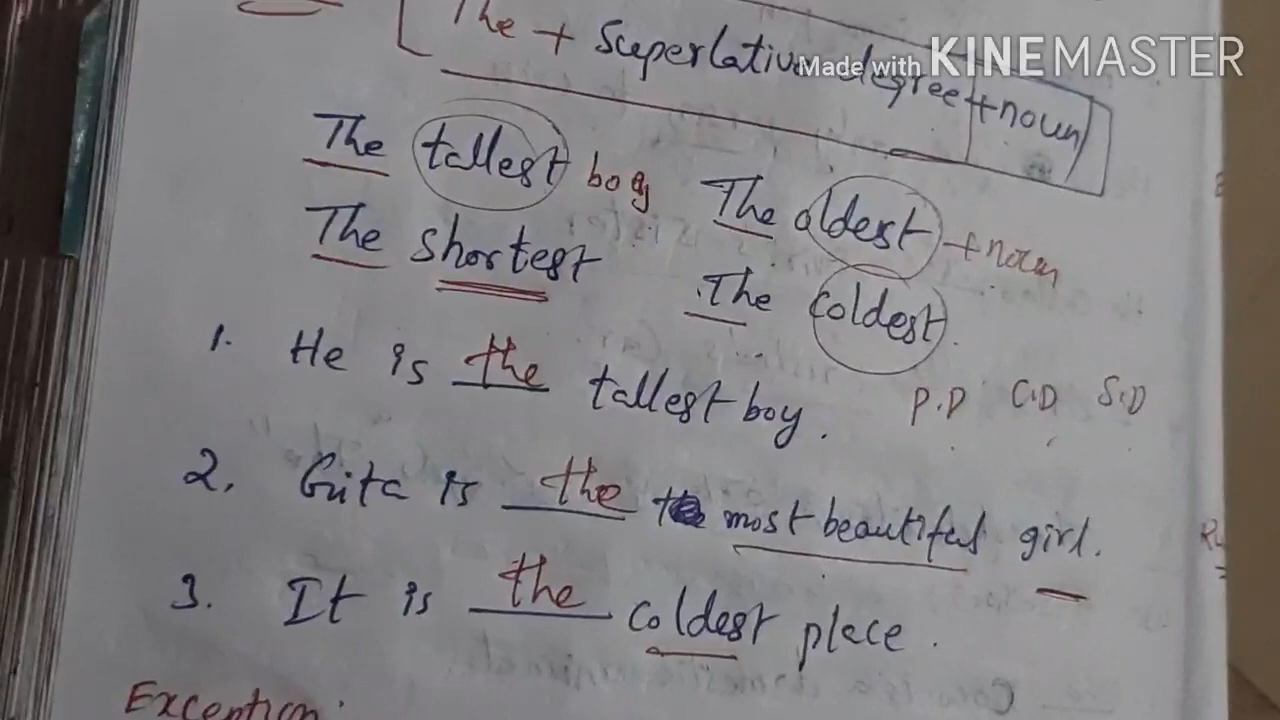 The + Superlative degree + noun
Made with KINEMASTER
The tallest boy
The oldest + noun
The shortest
The coldest.
1. He is the tallest boy.
P.D C.D S.D
2. Gita is the most beautiful girl.
3. It is the coldest place.
Exception: